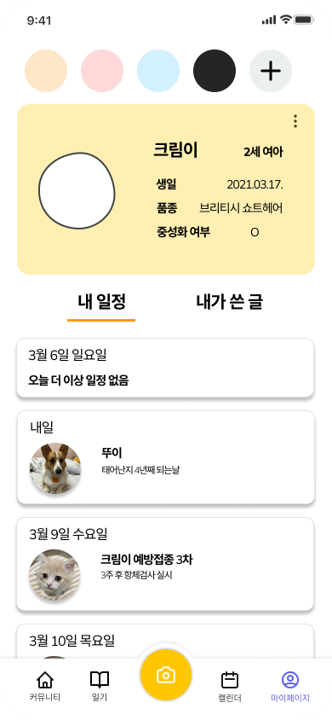 9:41
크림이
2세 여아
생일 2021.03.17.
품종 브리티시 쇼트헤어
중성화 여부 O
내 일정 내가 쓴 글
3월 6일 일요일
오늘 더 이상 일정 없음
내일
뚜이
태어난지 4년째 되는날
3월 9일 수요일
크림이 예방접종 3차
3주 후 항체검사 실시
3월 10일 목요일
커뮤니티 일기 캘린더 마이페이지